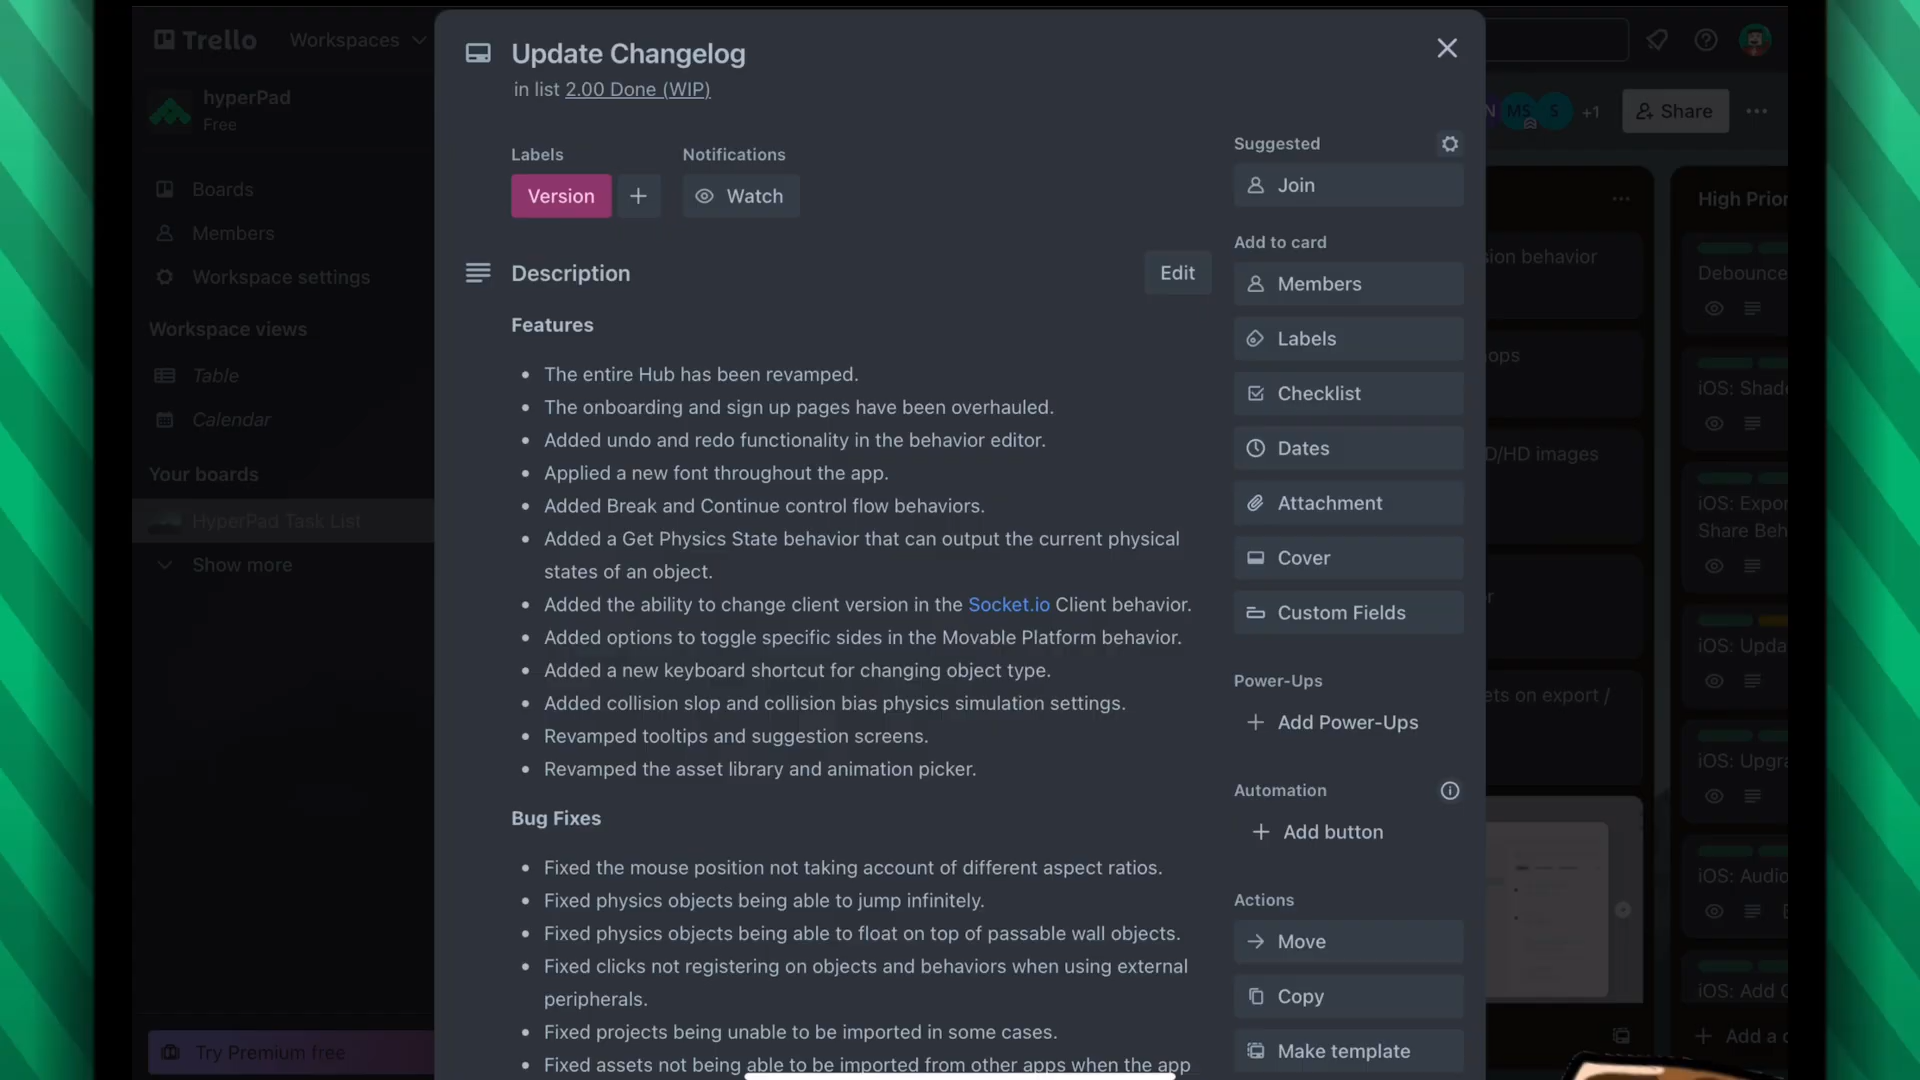 Trello
Workspaces
hyperPad
Free
Boards
Members
Workspace settings
Workspace views
Table
Calendar
Your boards
HyperPad Task List
Show more
Try Premium free
Update Changelog
in list 2.00 Done (WIP)
Labels
Notifications
Version
Watch
Description
Edit
Features
• The entire Hub has been revamped.
• The onboarding and sign up pages have been overhauled.
• Added undo and redo functionality in the behavior editor.
• Applied a new font throughout the app.
• Added Break and Continue control flow behaviors.
• Added a Get Physics State behavior that can output the current physical
states of an object.
• Added the ability to change client version in the Socket.io Client behavior.
• Added options to toggle specific sides in the Movable Platform behavior.
• Added a new keyboard shortcut for changing object type.
• Added collision slop and collision bias physics simulation settings.
• Revamped tooltips and suggestion screens.
• Revamped the asset library and animation picker.
Bug Fixes
• Fixed the mouse position not taking account of different aspect ratios.
• Fixed physics objects being able to jump infinitely.
• Fixed physics objects being able to float on top of passable wall objects.
• Fixed clicks not registering on objects and behaviors when using external
peripherals.
• Fixed projects being unable to be imported in some cases.
• Fixed assets not being able to be imported from other apps when the app
Suggested
Join
Add to card
Members
Labels
Checklist
Dates
Attachment
Cover
Custom Fields
Power-Ups
+ Add Power-Ups
Automation
+ Add button
Actions
Move
Copy
Make template
N
MS
S
+1
Share
behavior
D/HD images
ets on export /
High Prior
Debounce
iOS: Shade
iOS: Expor
Share Beh
iOS: Upda
iOS: Upgra
iOS: Audio
iOS: Add
+ Add a